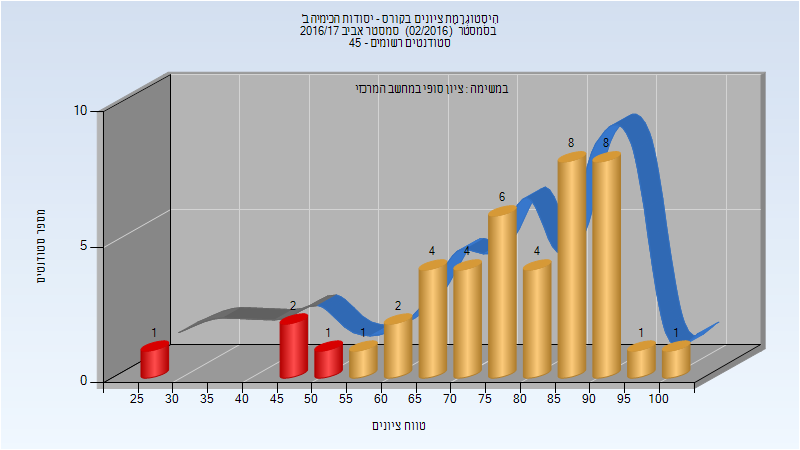 היסטוגרמת ציונים בקורס - יסודות הכימיה ב'
בסמסטר (02/2016) סמסטר אביב 2016/17
סטודנטים רשומים - 45
במשימה : ציון סופי במחשב המרכזי
מספר סטודנטים
10
5
0
1
2
1
1
2
4
4
6
4
8
8
1
1
25 30 35 40 45 50 55 60 65 70 75 80 85 90 95 100
טווח ציונים